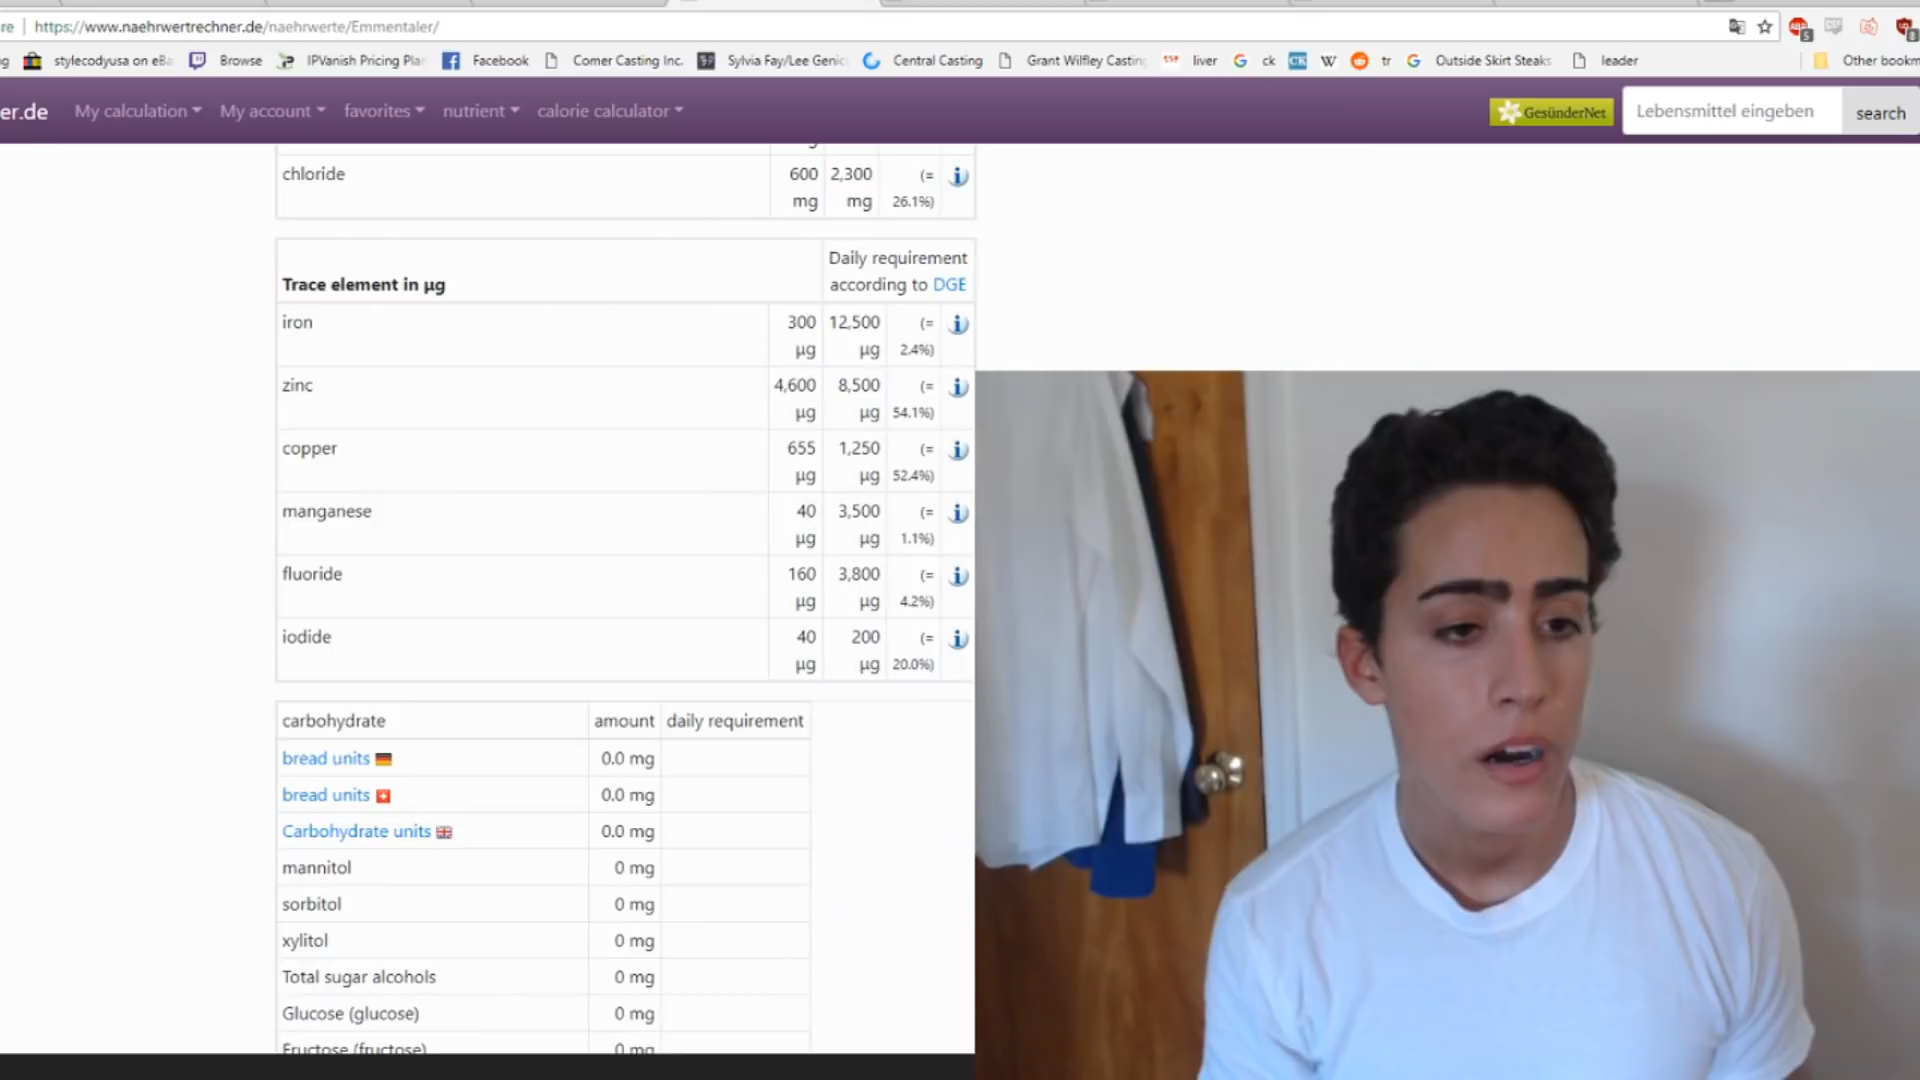 re https://www.naehrwertrechner.de/naehrwerte/Emmentaler/
stylecodyusa on eBa Browse IPVanish Pricing Plan Facebook Comer Casting Inc. Sylvia Fay/Lee Genic Central Casting Grant Wilfley Casting liver ck CK W tr Outside Skirt Steaks leader Other bookm
er.de My calculation My account favorites nutrient calorie calculator GesünderNet Lebensmittel eingeben search
chloride 600 2,300 (=
mg mg 26.1%)
Daily requirement
Trace element in µg according to DGE
iron 300 12,500 (=
µg µg 2.4%)
zinc 4,600 8,500 (=
µg µg 54.1%)
copper 655 1,250 (=
µg µg 52.4%)
manganese 40 3,500 (=
µg µg 1.1%)
fluoride 160 3,800 (=
µg µg 4.2%)
iodide 40 200 (=
µg µg 20.0%)
carbohydrate amount daily requirement
bread units 0.0 mg
bread units 0.0 mg
Carbohydrate units 0.0 mg
mannitol 0 mg
sorbitol 0 mg
xylitol 0 mg
Total sugar alcohols 0 mg
Glucose (glucose) 0 mg
Fructose (fructose) 0 mg